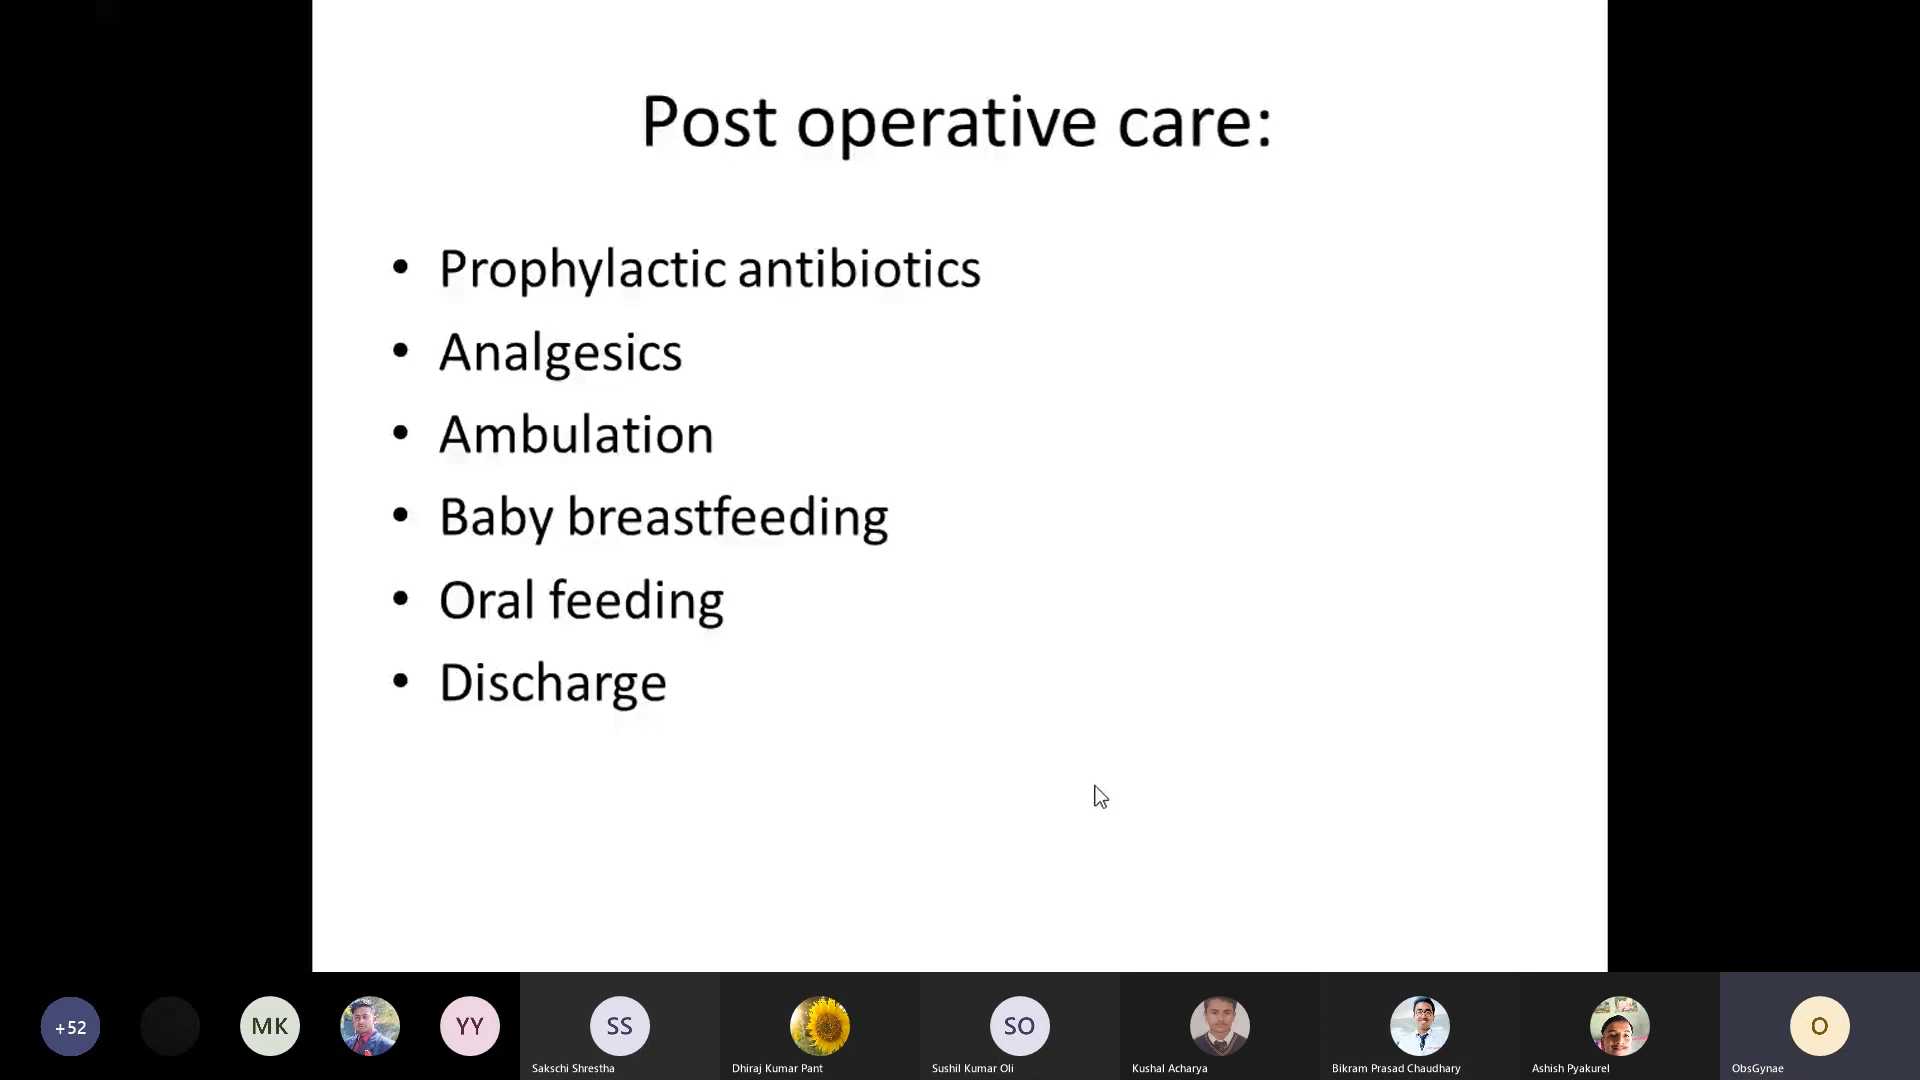 Post operative care:
• Prophylactic antibiotics
• Analgesics
• Ambulation
• Baby breastfeeding
• Oral feeding
• Discharge
+52
MK
YY
SS
SO
O
Sakschi Shrestha
Dhiraj Kumar Pant
Sushil Kumar Oli
Kushal Acharya
Bikram Prasad Chaudhary
Ashish Pyakurel
ObsGynae